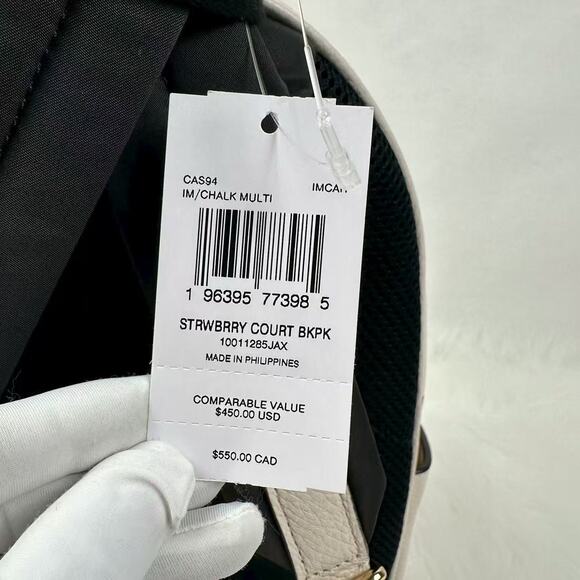 CAS94 IMCAH
IM/CHALK MULTI
1 96395 77398 5
STRWBRRY COURT BKPK
10011285JAX
MADE IN PHILIPPINES
COMPARABLE VALUE
$450.00 USD
$550.00 CAD